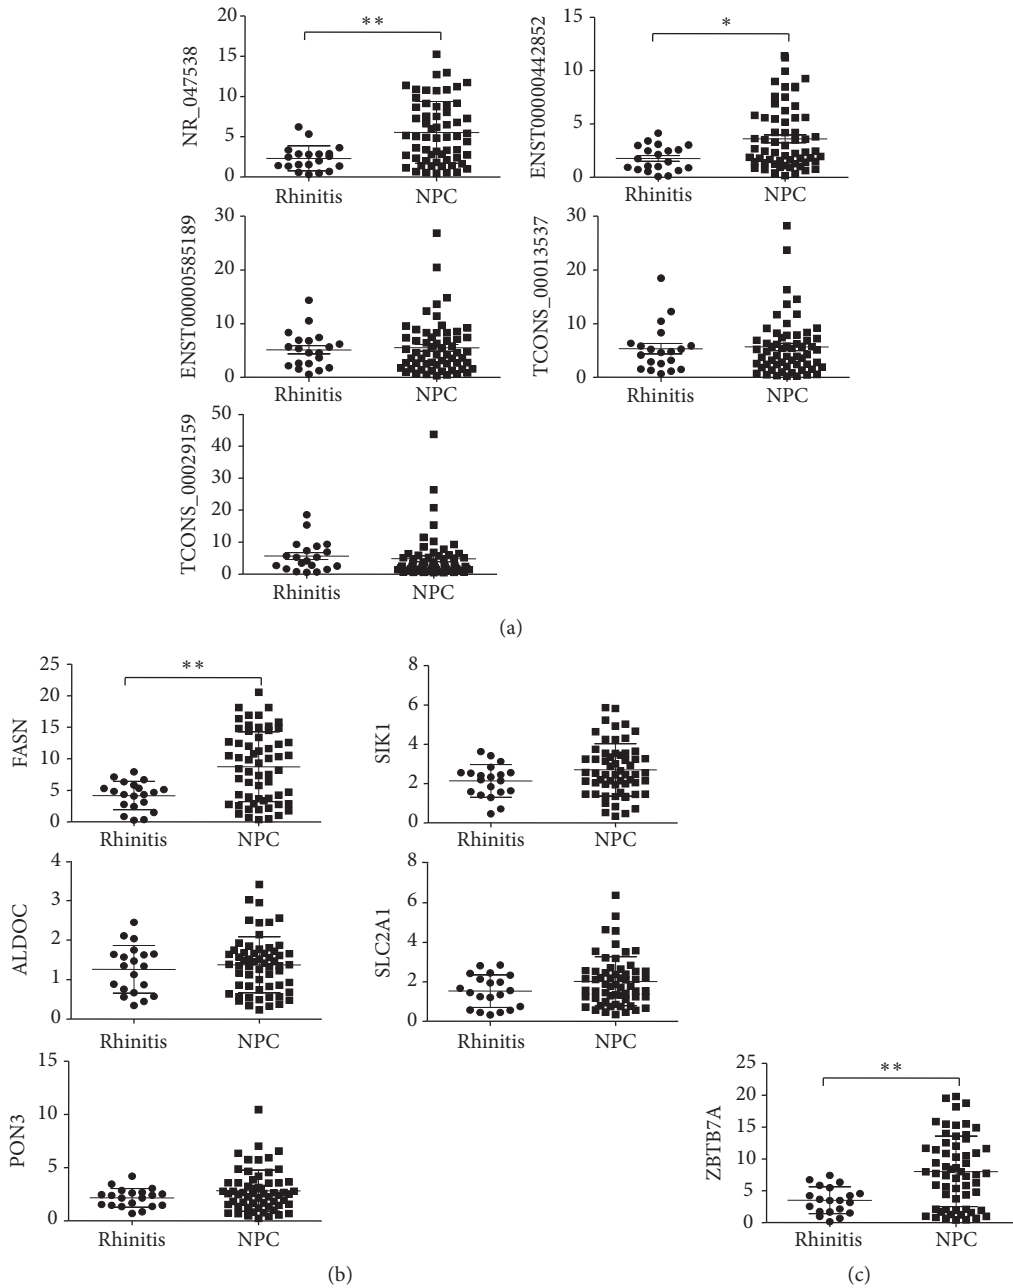 **
NR_047538
20
15
10
5
0
Rhinitis NPC
*
ENST00000442852
15
10
5
0
Rhinitis NPC
ENST00000585189
30
20
10
0
Rhinitis NPC
TCONS_00013537
30
20
10
0
Rhinitis NPC
TCONS_00029159
50
40
30
20
10
0
Rhinitis NPC
(a)
**
FASN
25
20
15
10
5
0
Rhinitis NPC
SIK1
8
6
4
2
0
Rhinitis NPC
ALDOC
4
3
2
1
0
Rhinitis NPC
SLC2A1
8
6
4
2
0
Rhinitis NPC
PON3
15
10
5
0
Rhinitis NPC
(b)
**
ZBTB7A
25
20
15
10
5
0
Rhinitis NPC
(c)